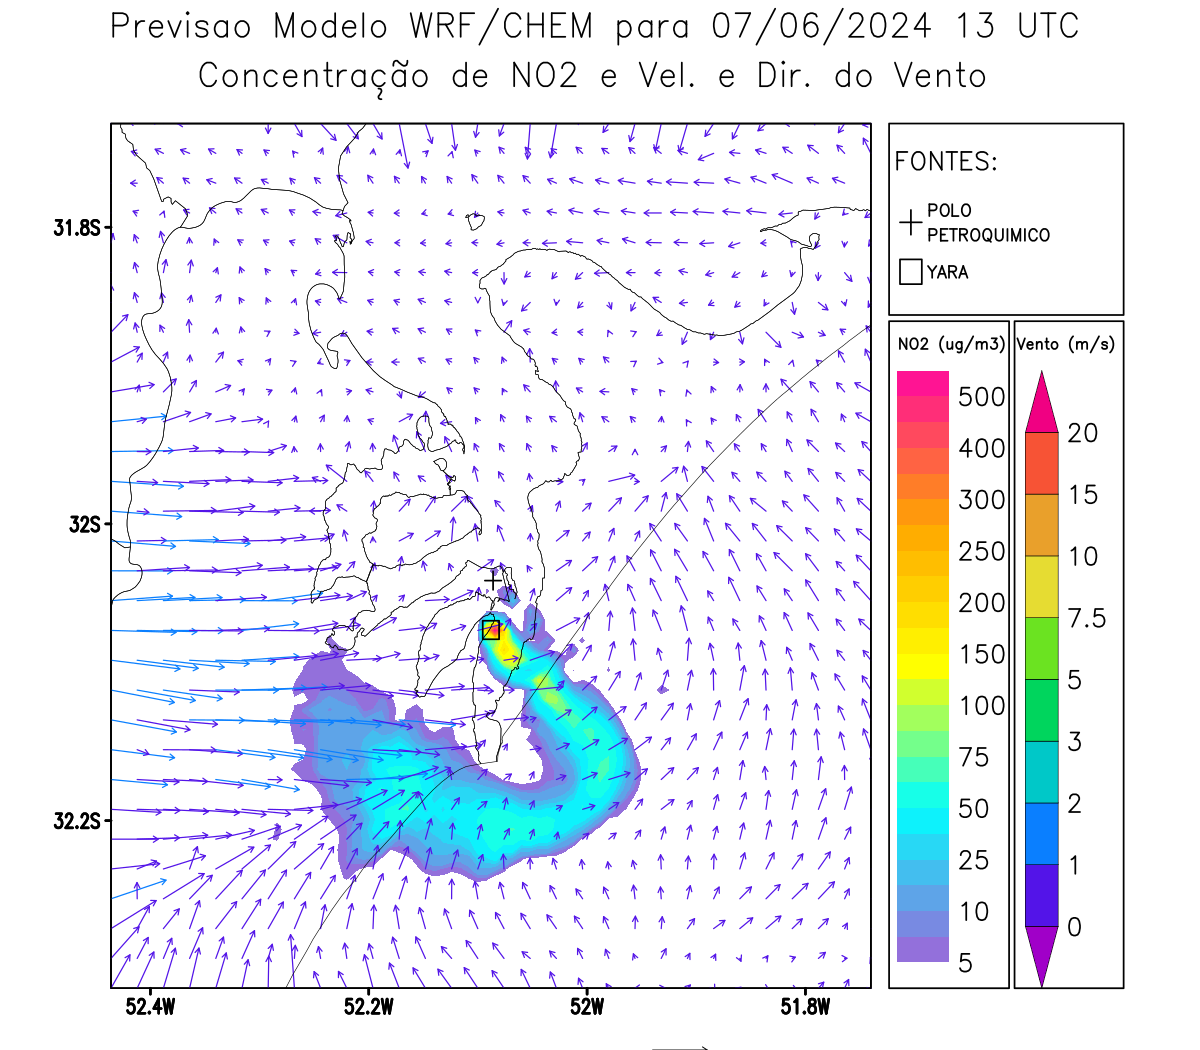 Previsao Modelo WRF/CHEM para 07/06/2024 13 UTC
Concentração de NO2 e Vel. e Dir. do Vento
FONTES:
POLO
PETROQUIMICO
YARA
NO2 (ug/m3)
500
400
300
250
200
150
100
75
50
25
10
5
Vento (m/s)
20
15
10
7.5
5
3
2
1
0
31.8S
32S
32.2S
52.4W
52.2W
52W
51.8W